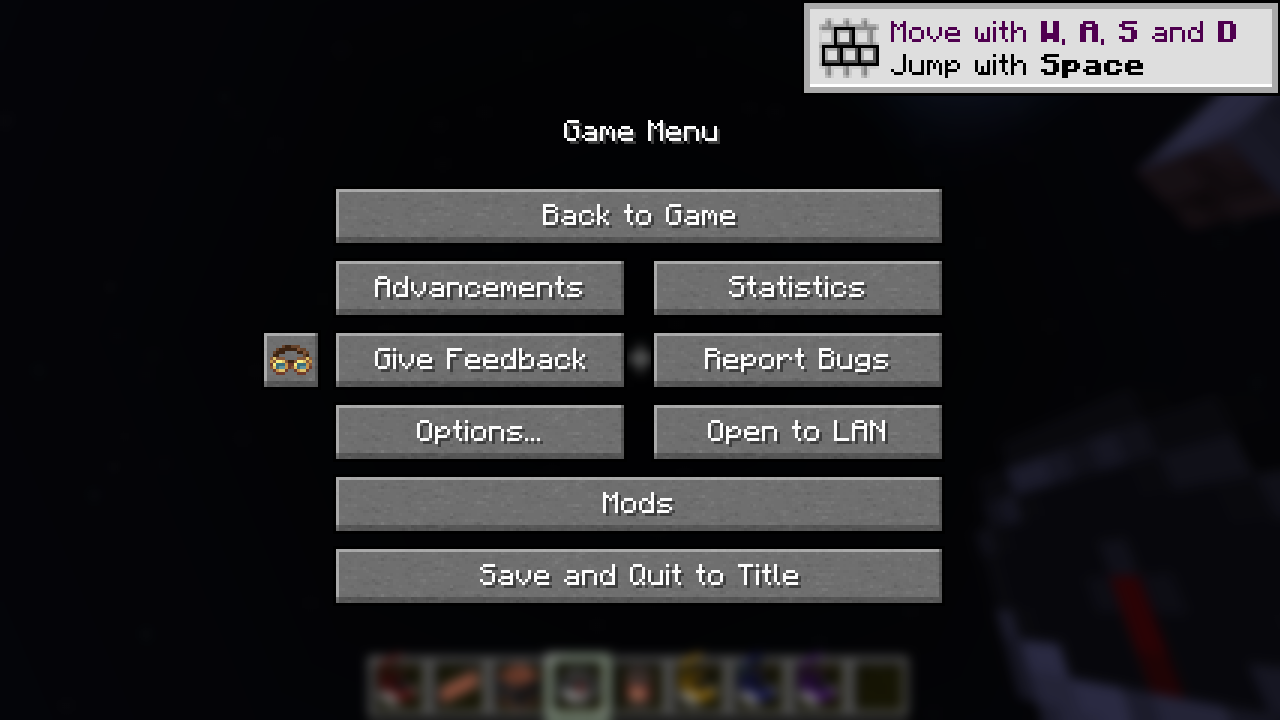 Move with W, A, S and D
Jump with Space
Game Menu
Back to Game
Advancements
Statistics
Give Feedback
Report Bugs
Options...
Open to LAN
Mods
Save and Quit to Title